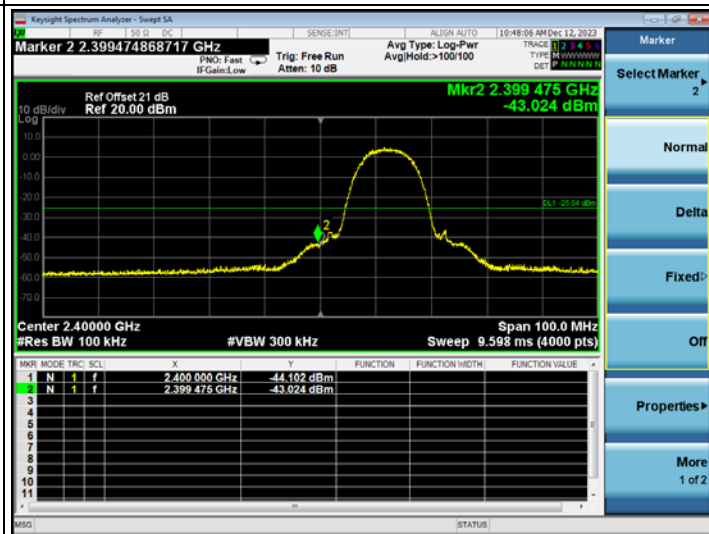 Keysight Spectrum Analyzer - Swept SA
RF 50 Ω DC SENSE:INT ALIGN AUTO 10:48:06 AM Dec 12, 2023
Marker 2 2.399474868717 GHz
PNO: Fast
IFGain:Low
Trig: Free Run
Atten: 10 dB
Avg Type: Log-Pwr
Avg|Hold:>100/100
TRACE 1 2 3 4 5 6
TYPE M WWWWW
DET P N N N N N
Marker
Select Marker
2
Normal
Delta
Fixed
Off
Properties
More
1 of 2
Ref Offset 21 dB
10 dB/div Ref 20.00 dBm
Log
Mkr2 2.399 475 GHz
-43.024 dBm
10.0
0.00
-10.0
-20.0
-30.0
-40.0
-50.0
-60.0
-70.0
DL1 -25.54 dBm
2
Center 2.40000 GHz Span 100.0 MHz
#Res BW 100 kHz #VBW 300 kHz Sweep 9.598 ms (4000 pts)
MKR MODE TRC SCL X Y FUNCTION FUNCTION WIDTH FUNCTION VALUE
1 N 1 f 2.400 000 GHz -44.102 dBm
2 N 1 f 2.399 475 GHz -43.024 dBm
3
4
5
6
7
8
9
10
11
MSG STATUS